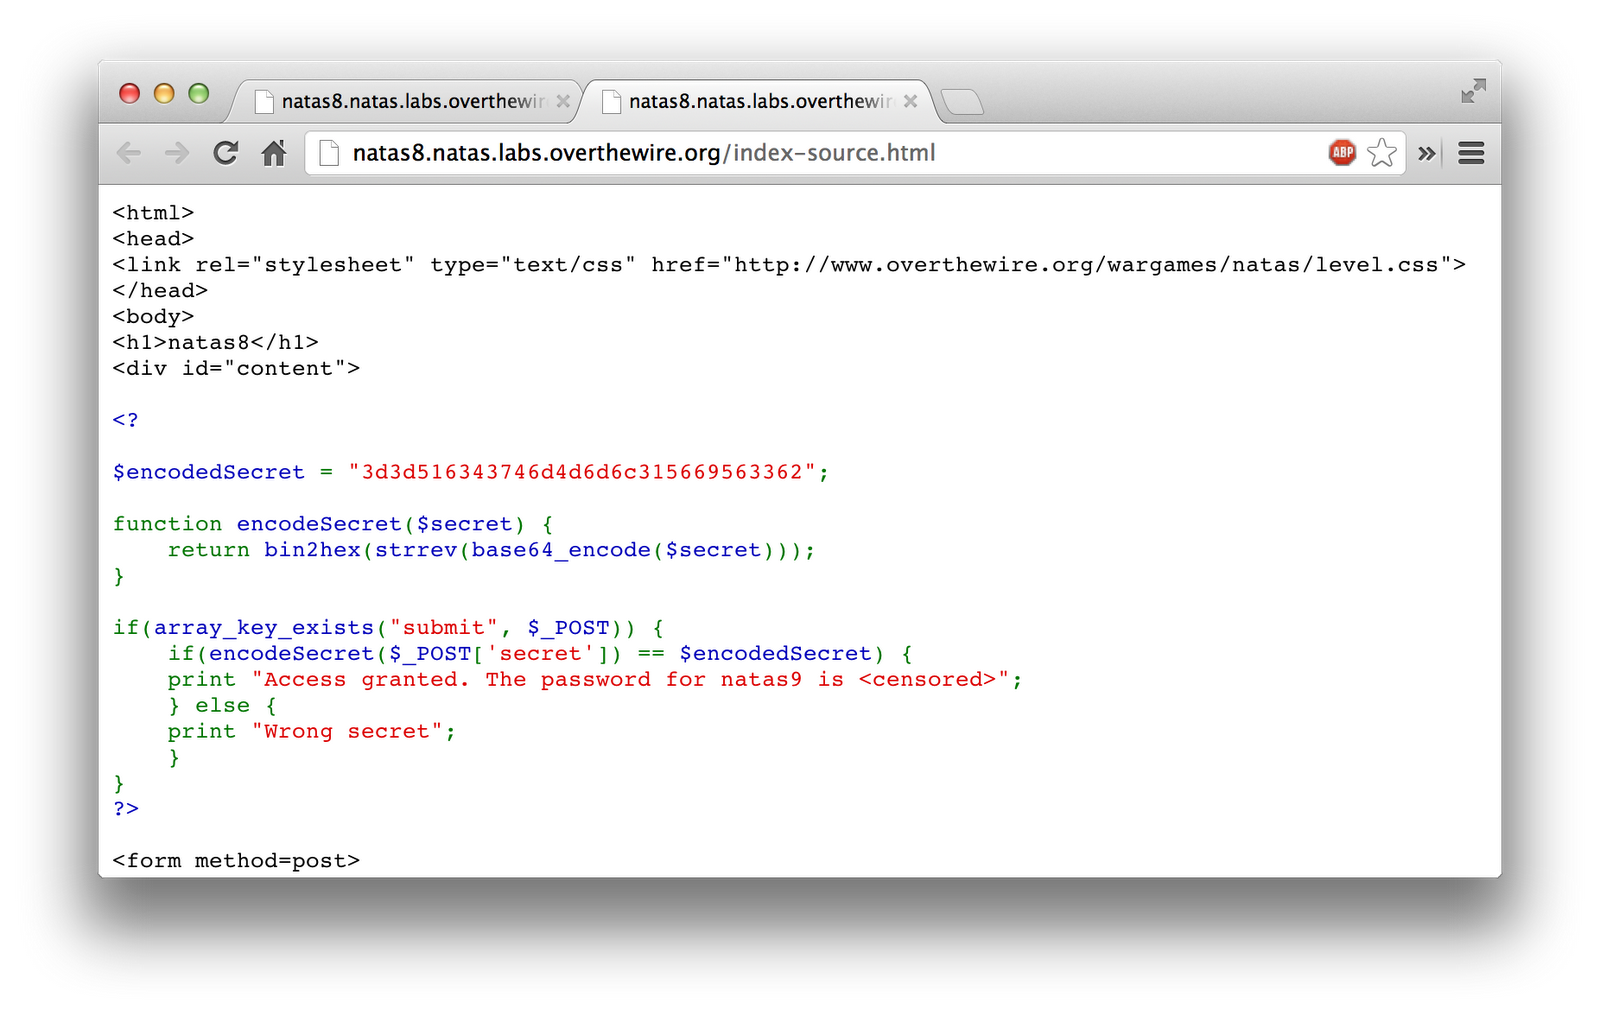 natas8.natas.labs.overthewir
natas8.natas.labs.overthewir
natas8.natas.labs.overthewire.org/index-source.html
ABP
<html>
<head>
<link rel="stylesheet" type="text/css" href="http://www.overthewire.org/wargames/natas/level.css">
</head>
<body>
<h1>natas8</h1>
<div id="content">
<?
$encodedSecret = "3d3d516343746d4d6d6c315669563362";
function encodeSecret($secret) {
    return bin2hex(strrev(base64_encode($secret)));
}
if(array_key_exists("submit", $_POST)) {
    if(encodeSecret($_POST['secret']) == $encodedSecret) {
    print "Access granted. The password for natas9 is <censored>";
    } else {
    print "Wrong secret";
    }
}
?>
<form method=post>